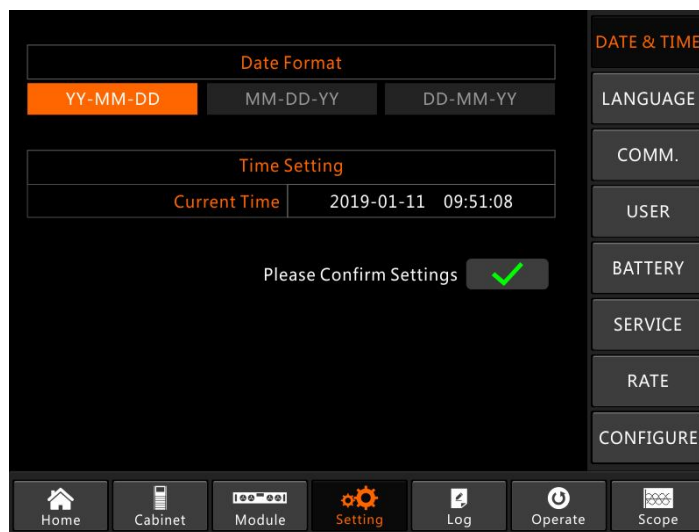 Date Format
YY-MM-DD MM-DD-YY DD-MM-YY
Time Setting
Current Time 2019-01-11 09:51:08
Please Confirm Settings
DATE & TIME
LANGUAGE
COMM.
USER
BATTERY
SERVICE
RATE
CONFIGURE
Home Cabinet Module Setting Log Operate Scope